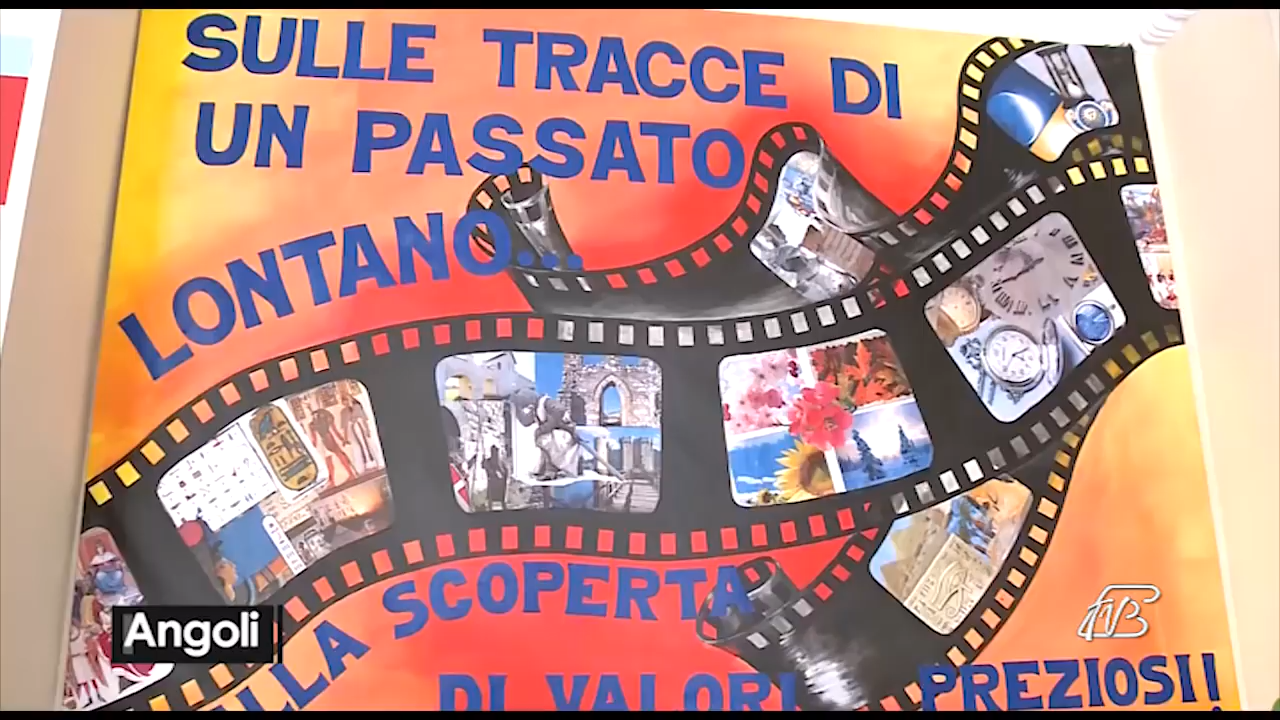 SULLE TRACCE DI
UN PASSATO
LONTANO...
ALLA SCOPERTA
DI VALORI
PREZIOSI!
Angoli